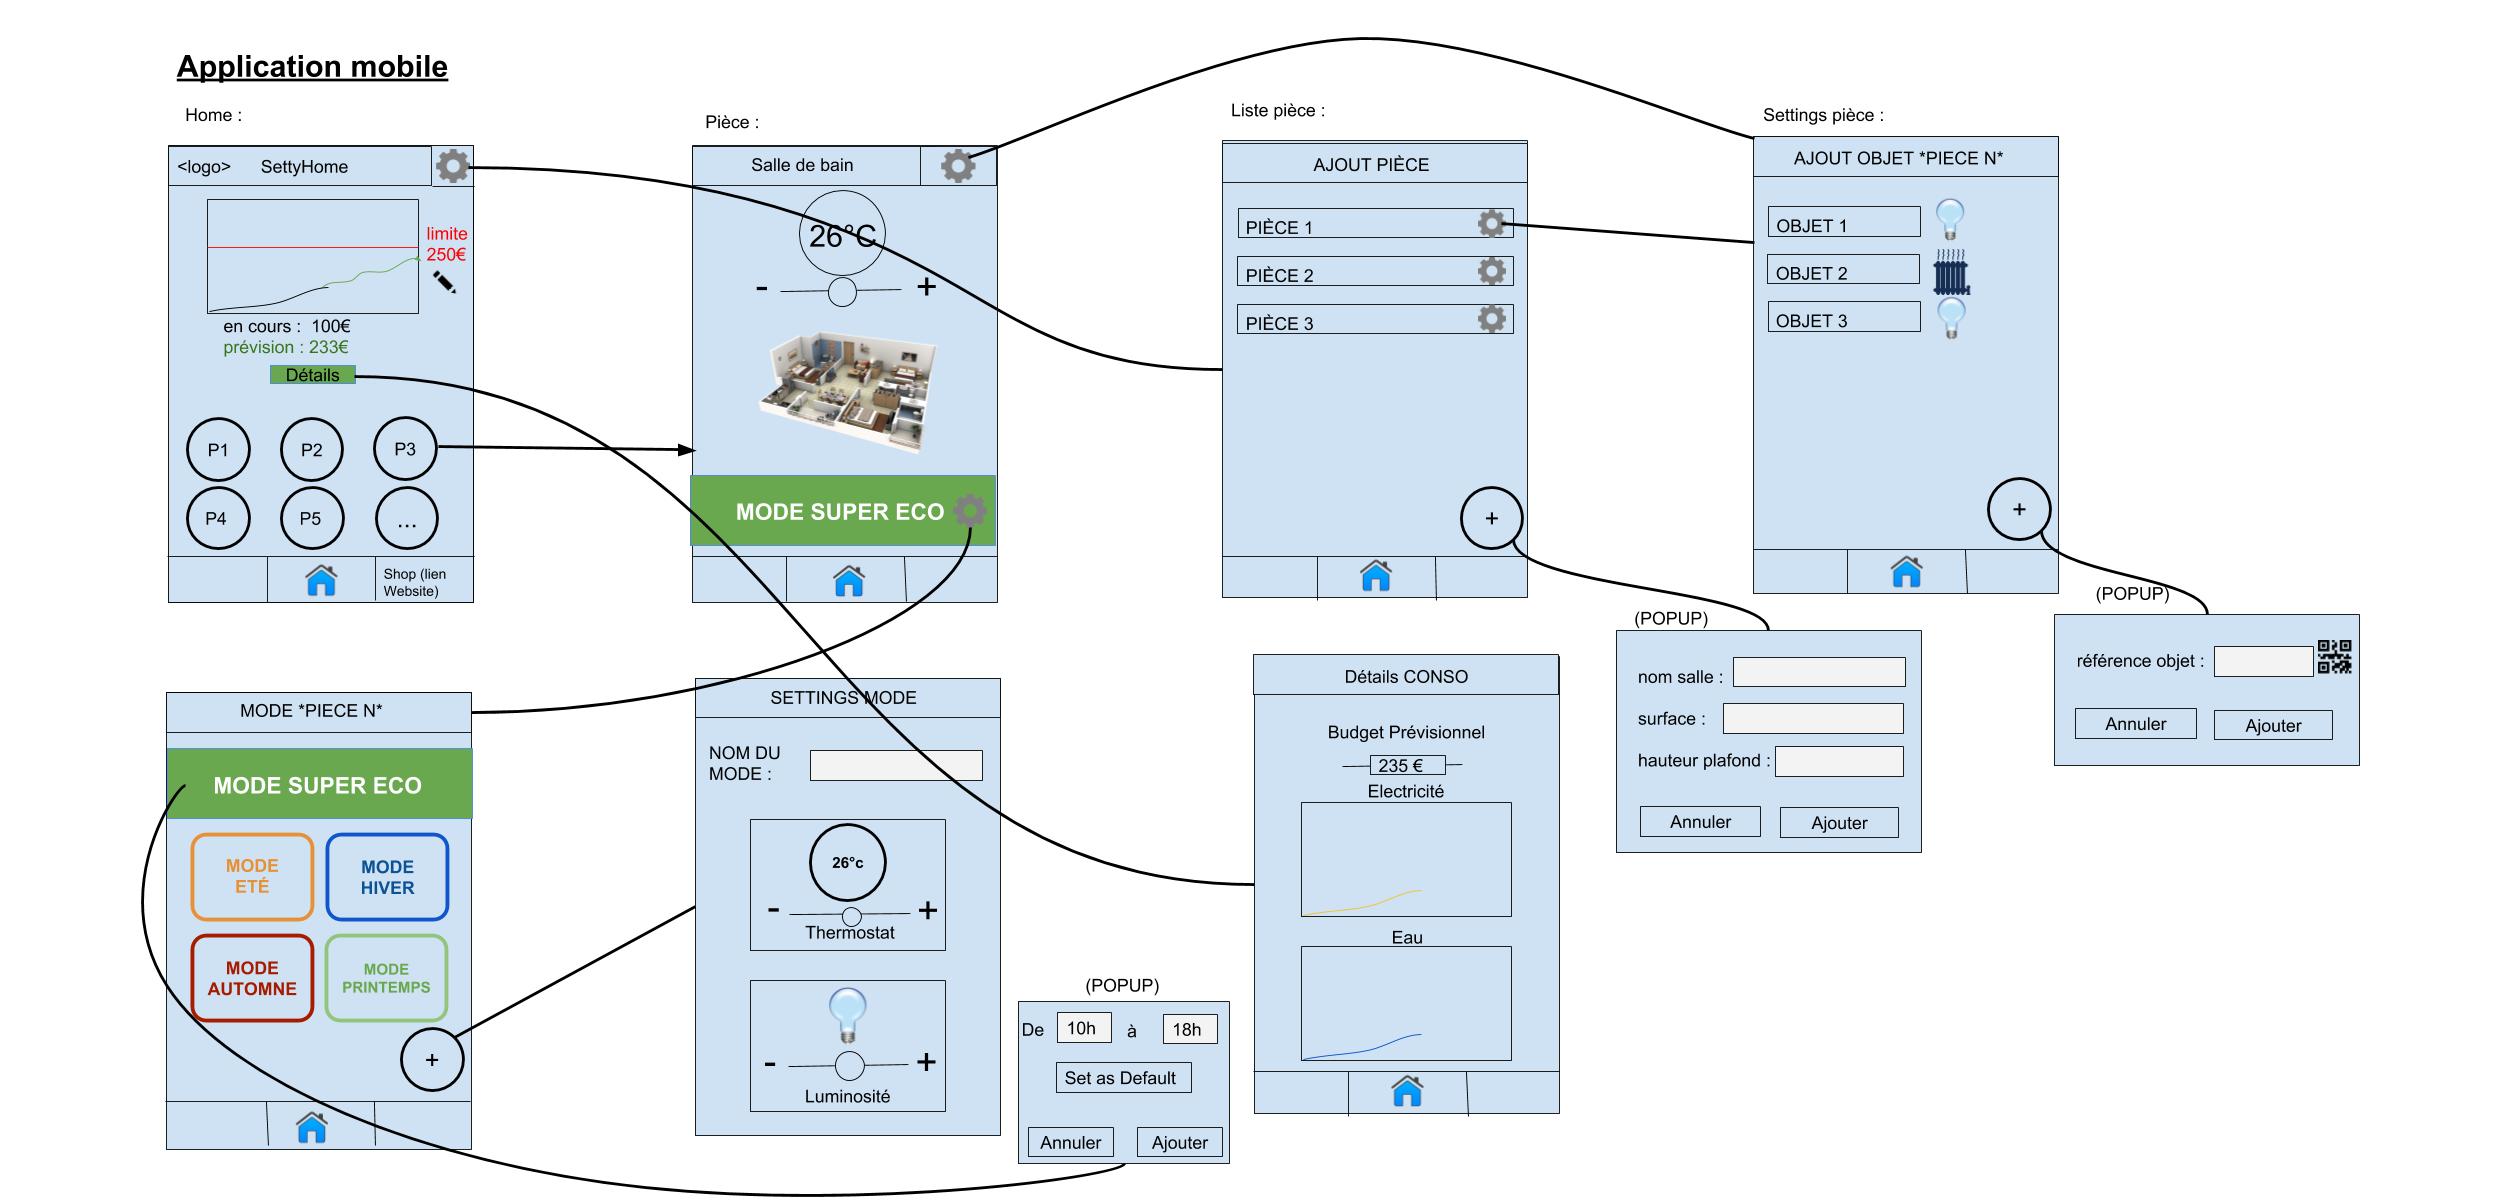 Application mobile
Home :
<logo> SettyHome
limite
250€
en cours : 100€
prévision : 233€
Détails
P1
P2
P3
P4
P5
...
Shop (lien
Website)
Pièce :
Salle de bain
26°C
- +
MODE SUPER ECO
Liste pièce :
AJOUT PIÈCE
PIÈCE 1
PIÈCE 2
PIÈCE 3
+
Settings pièce :
AJOUT OBJET *PIECE N*
OBJET 1
OBJET 2
OBJET 3
+
(POPUP)
nom salle :
surface :
hauteur plafond :
Annuler
Ajouter
(POPUP)
référence objet :
Annuler
Ajouter
MODE *PIECE N*
MODE SUPER ECO
MODE
ETÉ
MODE
HIVER
MODE
AUTOMNE
MODE
PRINTEMPS
+
SETTINGS MODE
NOM DU
MODE :
26°c
- +
Thermostat
- +
Luminosité
(POPUP)
De 10h à 18h
Set as Default
Annuler
Ajouter
Détails CONSO
Budget Prévisionnel
235 €
Electricité
Eau